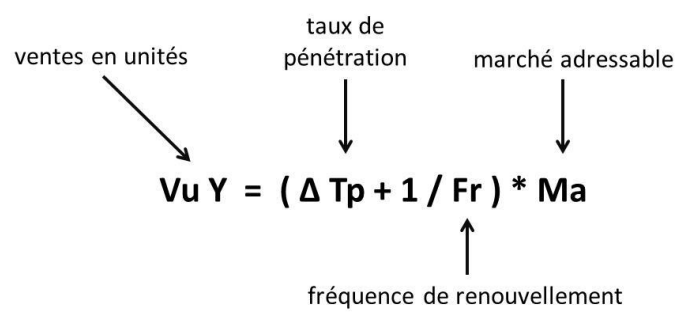 taux de
ventes en unités
pénétration
marché adressable
Vu Y = ( Δ Tp + 1 / Fr ) * Ma
fréquence de renouvellement